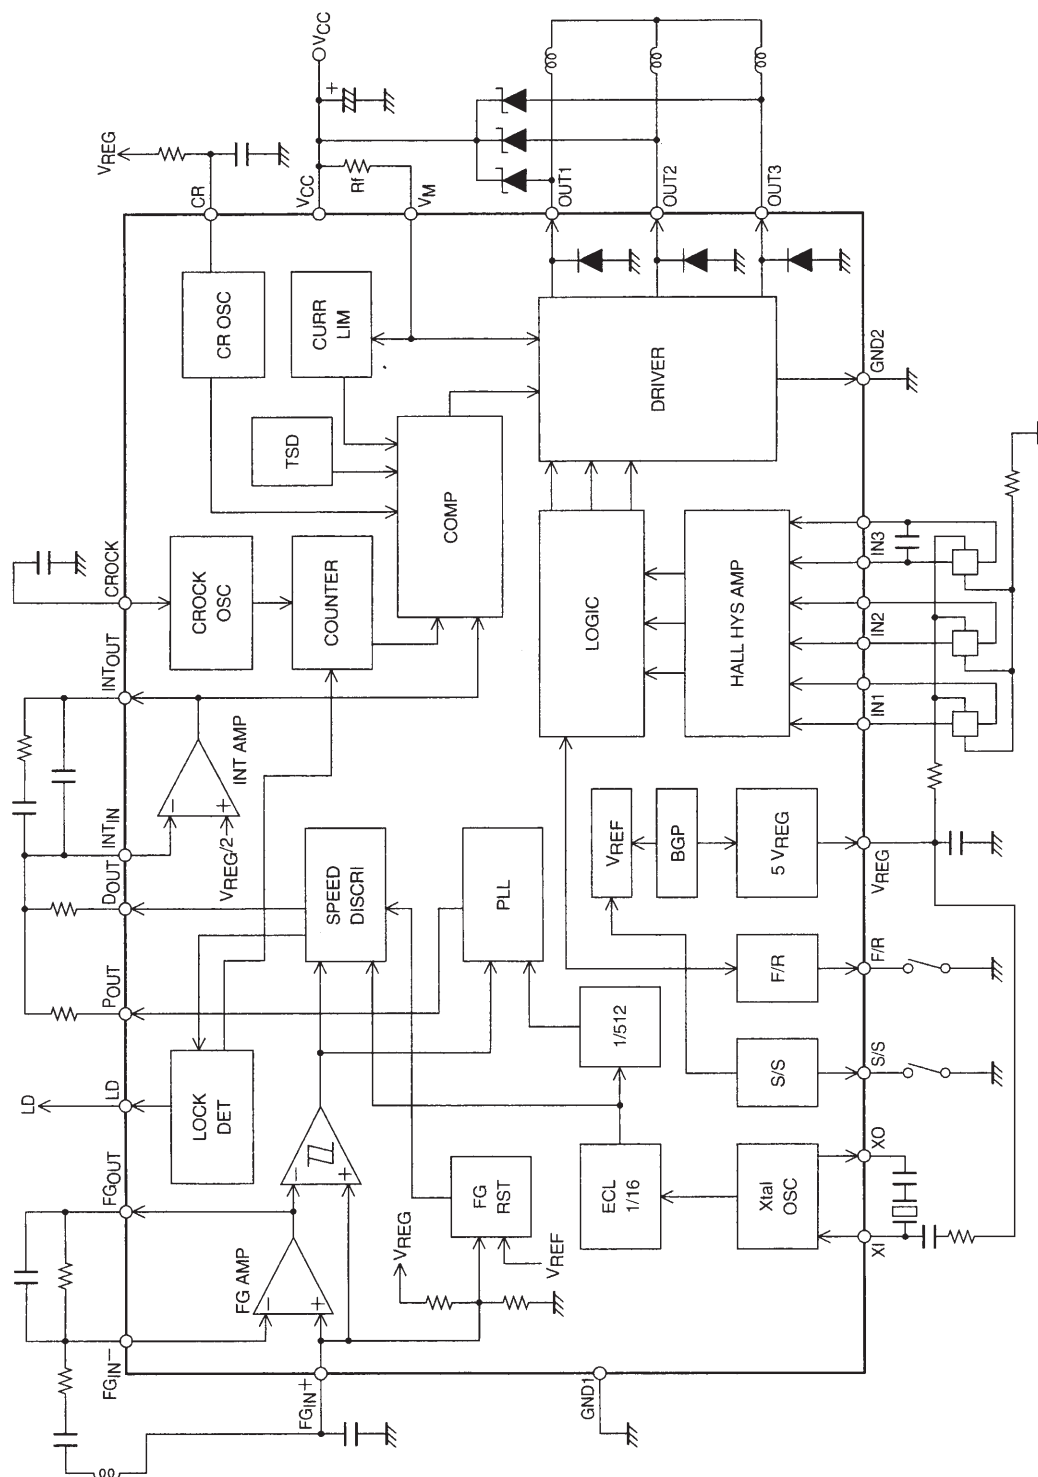 VREG
CR
VCC
VCC
+
Rf
VM
OUT1
OUT2
OUT3
CR OSC
CURR
LIM
TSD
COMP
DRIVER
GND2
CROCK
CROCK
OSC
COUNTER
LOGIC
HALL HYS AMP
IN3
IN2
IN1
INTOUT
INT AMP
−
+
VREG/2
INTIN
DOUT
POUT
SPEED
DISCRI
PLL
VREF
BGP
5 VREG
VREG
F/R
F/R
S/S
S/S
1/512
LD
LD
LOCK
DET
FGOUT
−
+
FG AMP
−
+
FG
RST
VREG
VREF
ECL
1/16
Xtal
OSC
XO
XI
FGIN−
FGIN+
GND1